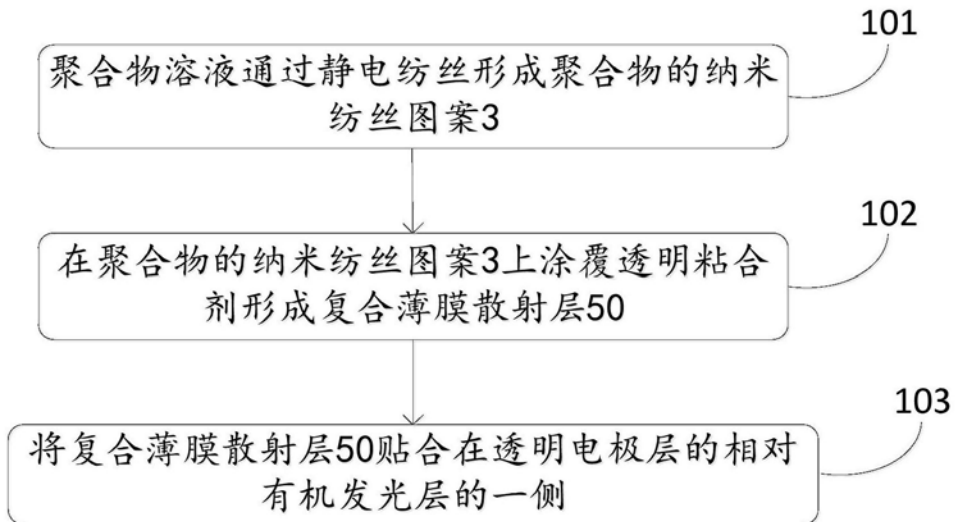 101
聚合物溶液通过静电纺丝形成聚合物的纳米
纺丝图案3
102
在聚合物的纳米纺丝图案3上涂覆透明粘合
剂形成复合薄膜散射层50
103
将复合薄膜散射层50贴合在透明电极层的相对
有机发光层的一侧